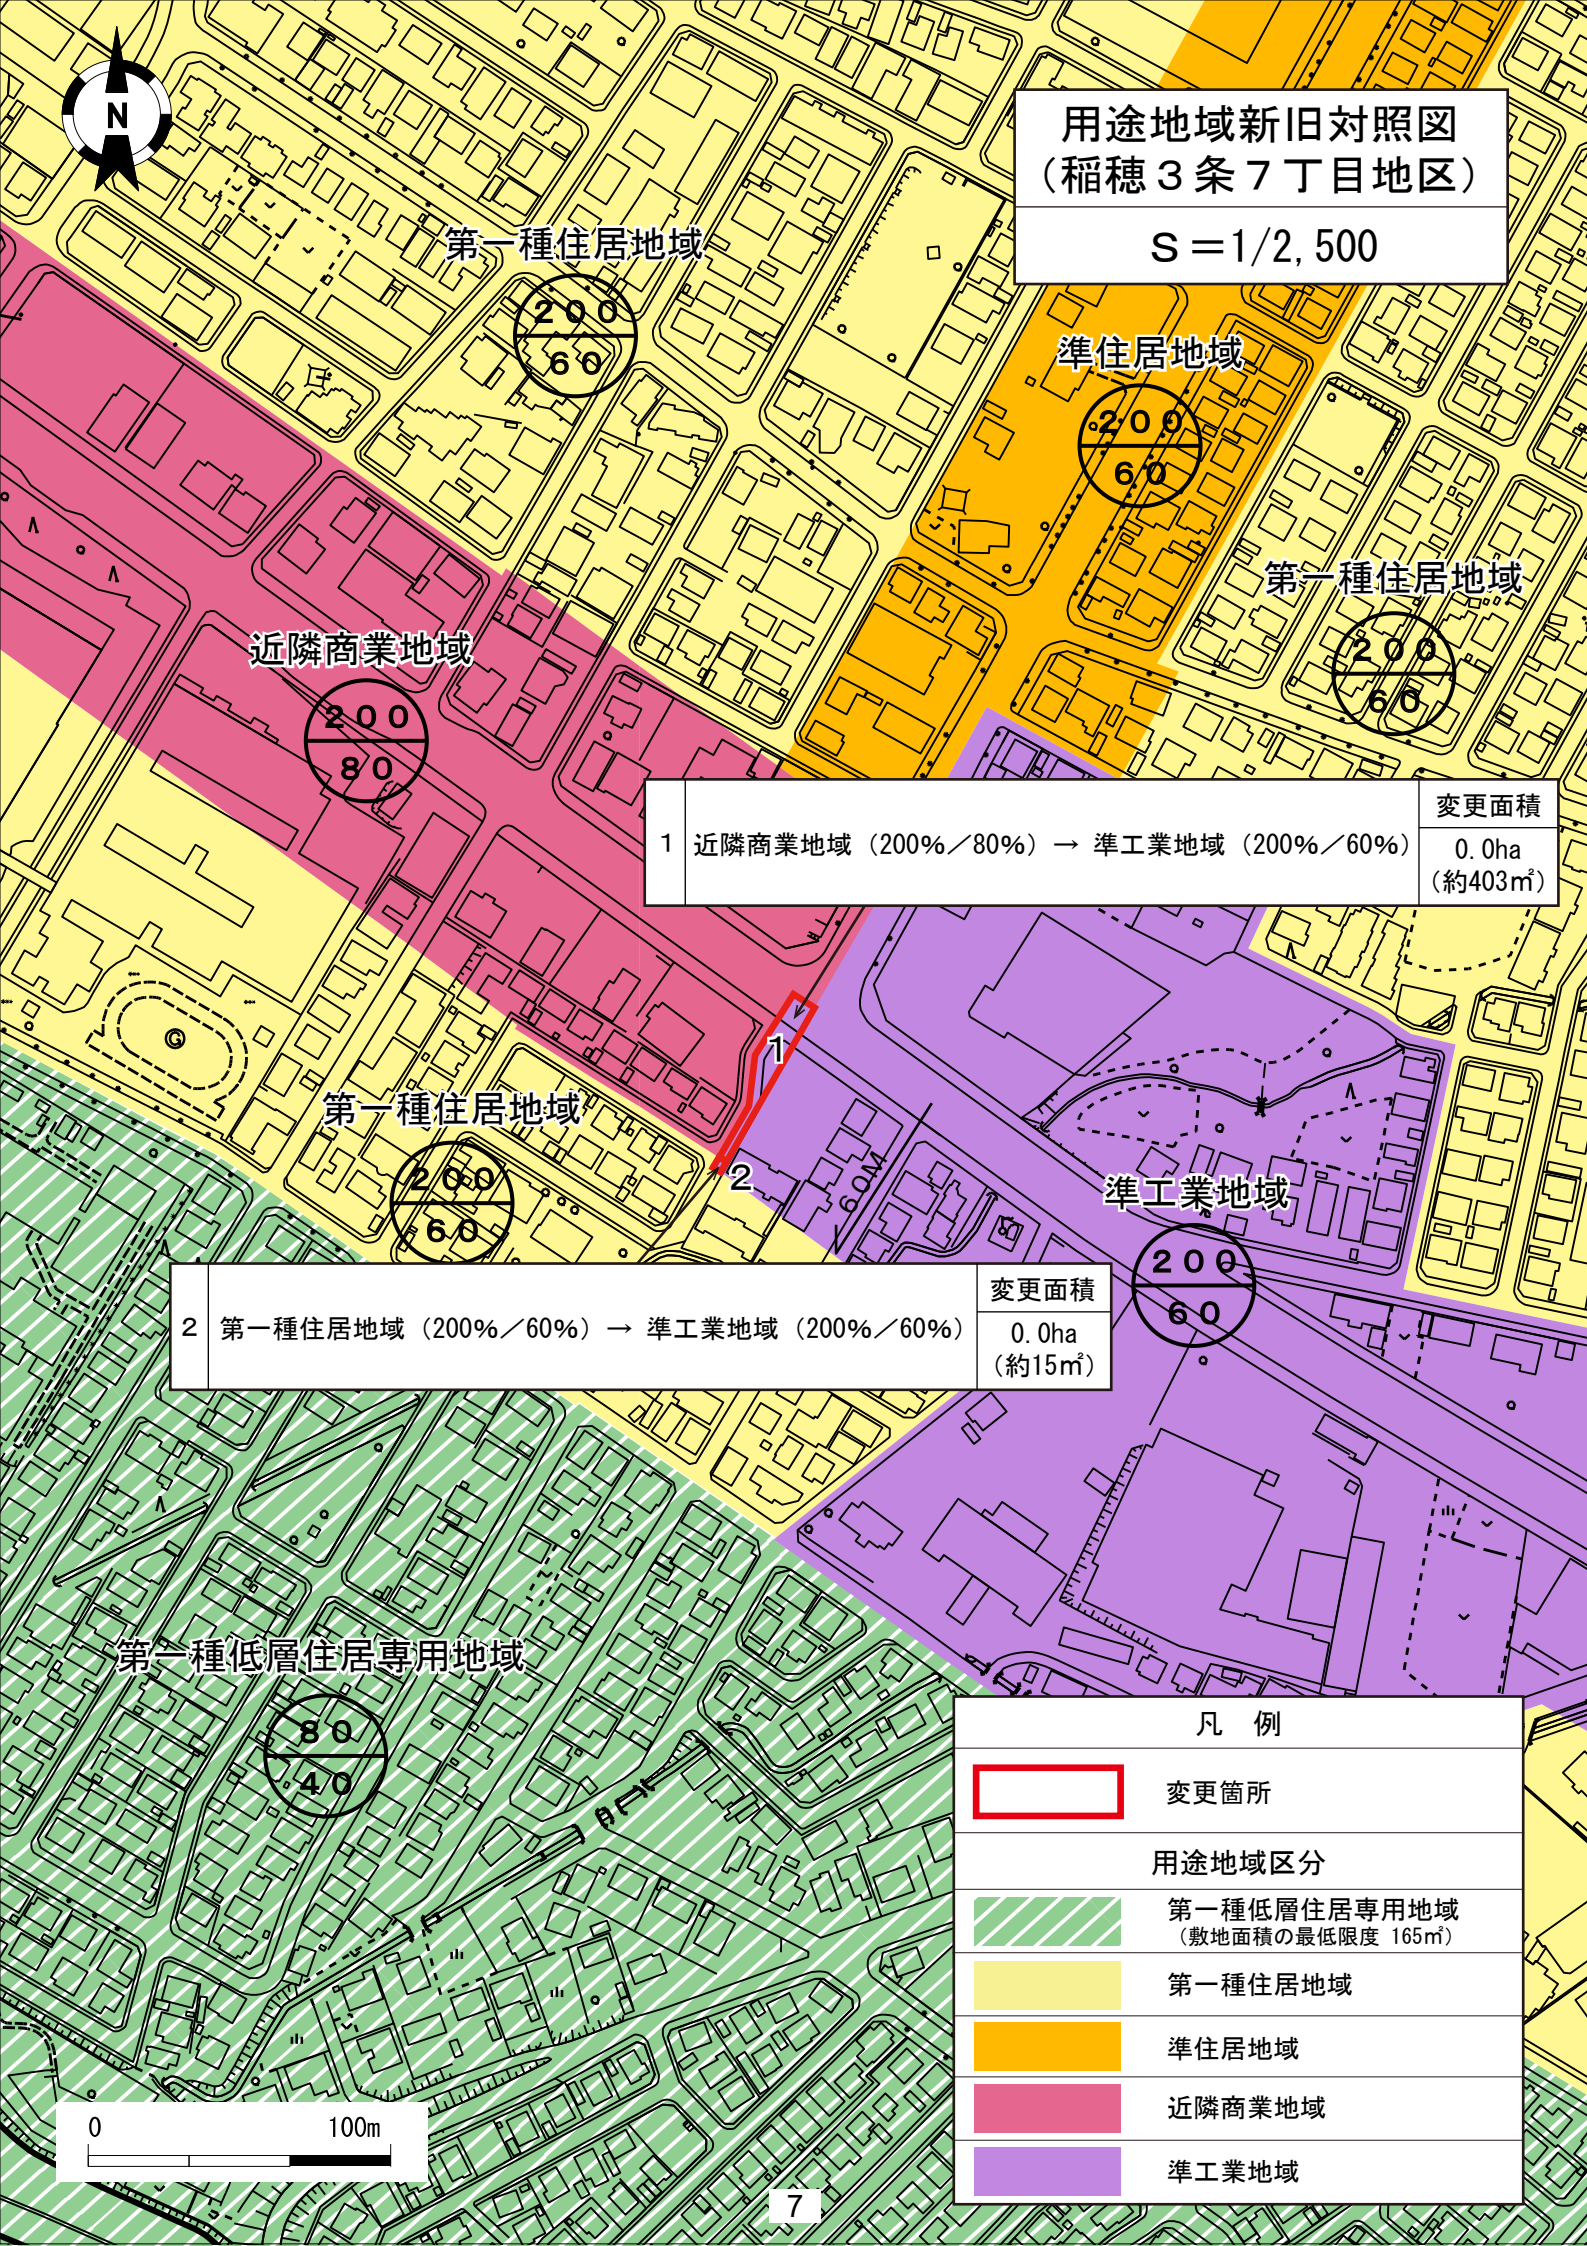 N
用途地域新旧対照図
（稲穂３条７丁目地区）
Ｓ＝1/2,500
第一種住居地域
２００
６０
準住居地域
２００
６０
第一種住居地域
２００
６０
近隣商業地域
２００
８０
1 近隣商業地域（200％／80％）→ 準工業地域（200％／60％）
変更面積
0.0ha
（約403㎡）
1
第一種住居地域
２００
６０
2
60M
準工業地域
２００
６０
2 第一種住居地域（200％／60％）→ 準工業地域（200％／60％）
変更面積
0.0ha
（約15㎡）
第一種低層住居専用地域
８０
４０
凡　例
変更箇所
用途地域区分
第一種低層住居専用地域
（敷地面積の最低限度 165㎡）
第一種住居地域
準住居地域
近隣商業地域
準工業地域
0 100m
7